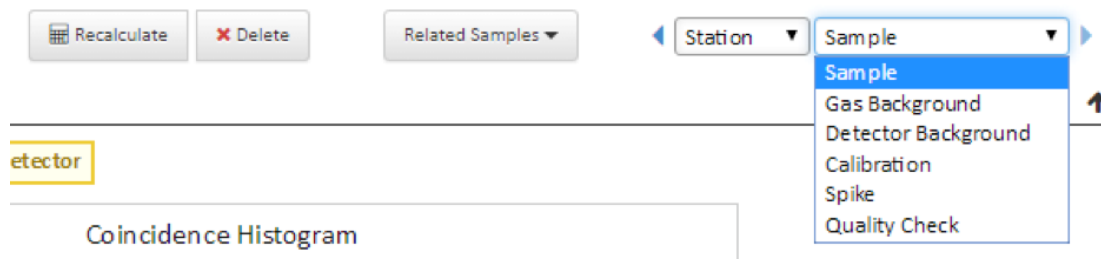 Recalculate
Delete
Related Samples
Station
Sample
Sample
Gas Background
Detector Background
Calibration
Spike
Quality Check
etector
Coincidence Histogram